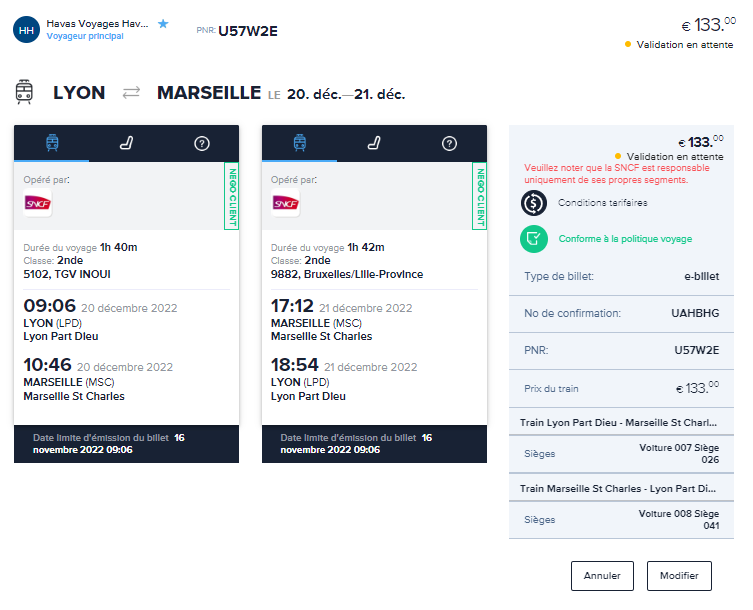 HH
Havas Voyages Hav...
Voyageur principal
PNR: U57W2E
€ 133.00
Validation en attente
LYON MARSEILLE LE 20. déc.—21. déc.
?
NEGO CLIENT
Opéré par:
SNCF
Durée du voyage 1h 40m
Classe: 2nde
5102, TGV INOUI
09:06 20 décembre 2022
LYON (LPD)
Lyon Part Dieu
10:46 20 décembre 2022
MARSEILLE (MSC)
Marseille St Charles
Date limite d'émission du billet 16
novembre 2022 09:06
?
NEGO CLIENT
Opéré par:
SNCF
Durée du voyage 1h 42m
Classe: 2nde
9882, Bruxelles/Lille-Province
17:12 21 décembre 2022
MARSEILLE (MSC)
Marseille St Charles
18:54 21 décembre 2022
LYON (LPD)
Lyon Part Dieu
Date limite d'émission du billet 16
novembre 2022 09:06
€ 133.00
Validation en attente
Veuillez noter que la SNCF est responsable
uniquement de ses propres segments.
$
Conditions tarifaires
Conforme à la politique voyage
Type de billet: e-billet
No de confirmation: UAHBHG
PNR: U57W2E
Prix du train € 133.00
Train Lyon Part Dieu - Marseille St Charl...
Sièges Voiture 007 Siège
026
Train Marseille St Charles - Lyon Part Di...
Sièges Voiture 008 Siège
041
Annuler
Modifier